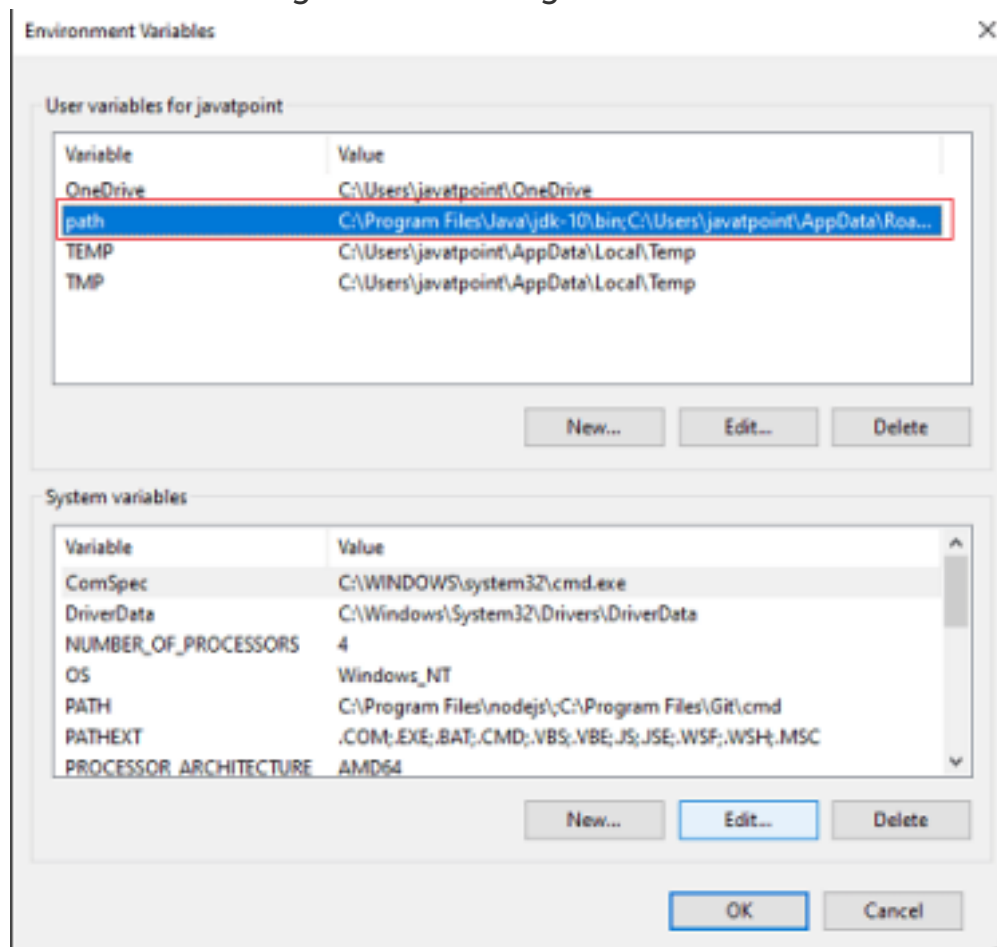 Environment Variables
User variables for javatpoint
Variable Value
OneDrive C:\Users\javatpoint\OneDrive
path C:\Program Files\Java\jdk-10\bin;C:\Users\javatpoint\AppData\Roa...
TEMP C:\Users\javatpoint\AppData\Local\Temp
TMP C:\Users\javatpoint\AppData\Local\Temp
New... Edit... Delete
System variables
Variable Value
ComSpec C:\WINDOWS\system32\cmd.exe
DriverData C:\Windows\System32\Drivers\DriverData
NUMBER_OF_PROCESSORS 4
OS Windows_NT
PATH C:\Program Files\nodejs\;C:\Program Files\Git\cmd
PATHEXT .COM;.EXE;.BAT;.CMD;.VBS;.VBE;.JS;.JSE;.WSF;.WSH;.MSC
PROCESSOR_ARCHITECTURE AMD64
New... Edit... Delete
OK Cancel